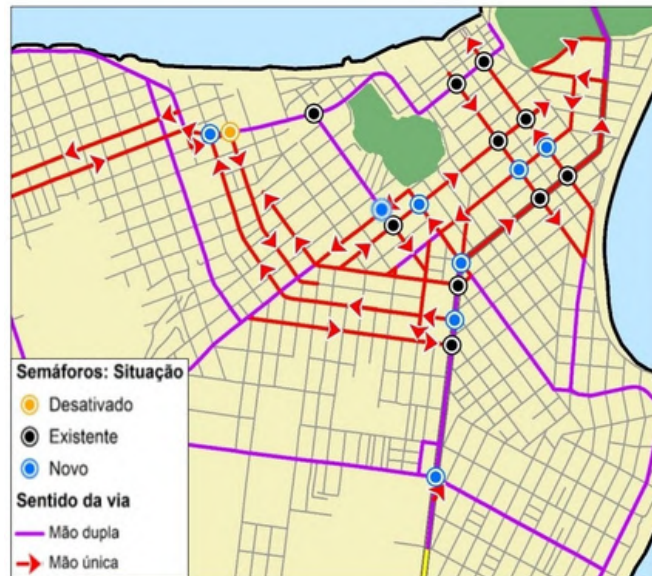 Semáforos: Situação
Desativado
Existente
Novo
Sentido da via
Mão dupla
Mão única